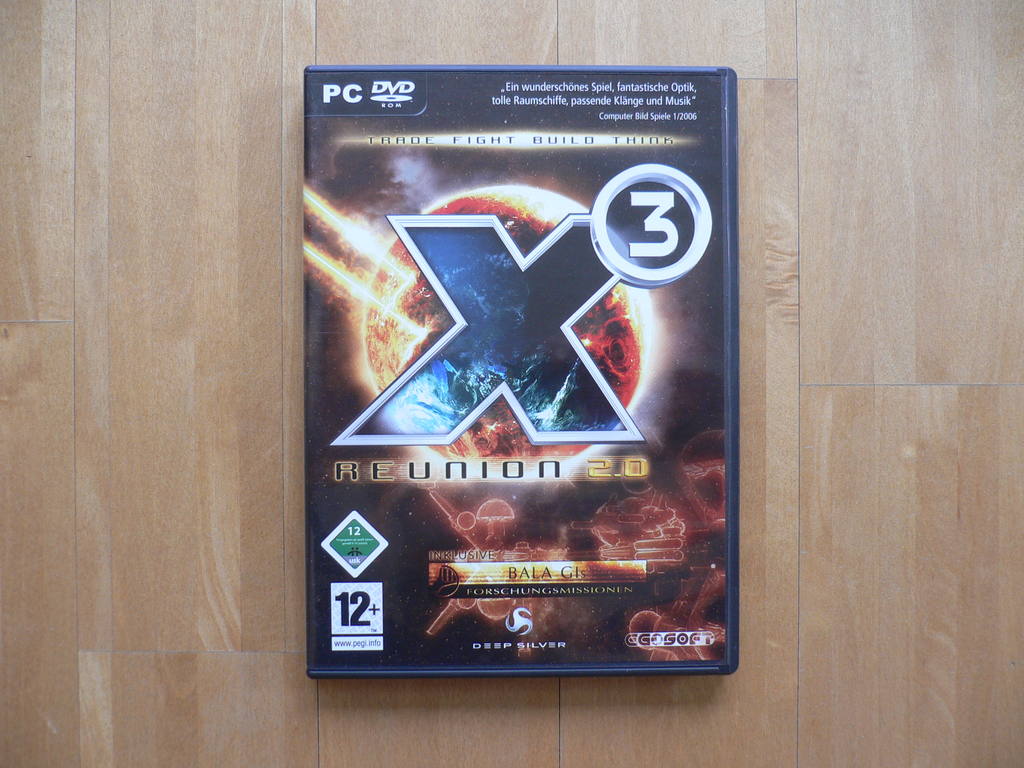 PC DVD
ROM
„Ein wunderschönes Spiel, fantastische Optik,
tolle Raumschiffe, passende Klänge und Musik“
Computer Bild Spiele 1/2006
TRADE FIGHT BUILD THINK
X
3
REUNION 2.0
12
usk
INKLUSIVE
BALA GIs
FORSCHUNGSMISSIONEN
12+
TM
www.pegi.info
DEEP SILVER
EGOSOFT